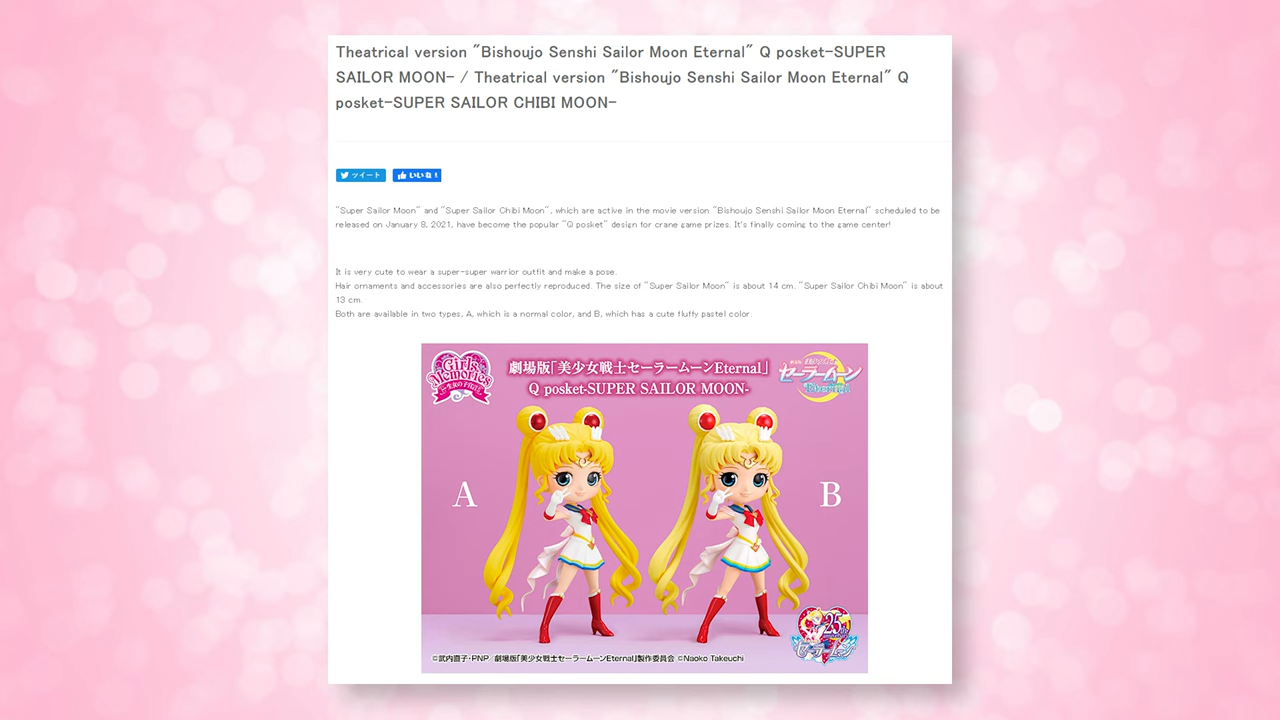 Theatrical version "Bishoujo Senshi Sailor Moon Eternal" Q posket-SUPER
SAILOR MOON- / Theatrical version "Bishoujo Senshi Sailor Moon Eternal" Q
posket-SUPER SAILOR CHIBI MOON-
ツイート いいね！
"Super Sailor Moon" and "Super Sailor Chibi Moon", which are active in the movie version "Bishoujo Senshi Sailor Moon Eternal" scheduled to be
released on January 8, 2021, have become the popular "Q posket" design for crane game prizes. It's finally coming to the game center!
It is very cute to wear a super-super warrior outfit and make a pose.
Hair ornaments and accessories are also perfectly reproduced. The size of "Super Sailor Moon" is about 14 cm. "Super Sailor Chibi Moon" is about
13 cm.
Both are available in two types, A, which is a normal color, and B, which has a cute fluffy pastel color.
Girls Memories
劇場版「美少女戦士セーラームーンEternal」
Q posket-SUPER SAILOR MOON-
セーラームーン
Eternal
A
B
25th
セーラームーン
©武内直子・PNP 劇場版「美少女戦士セーラームーンEternal」製作委員会 ©Naoko Takeuchi